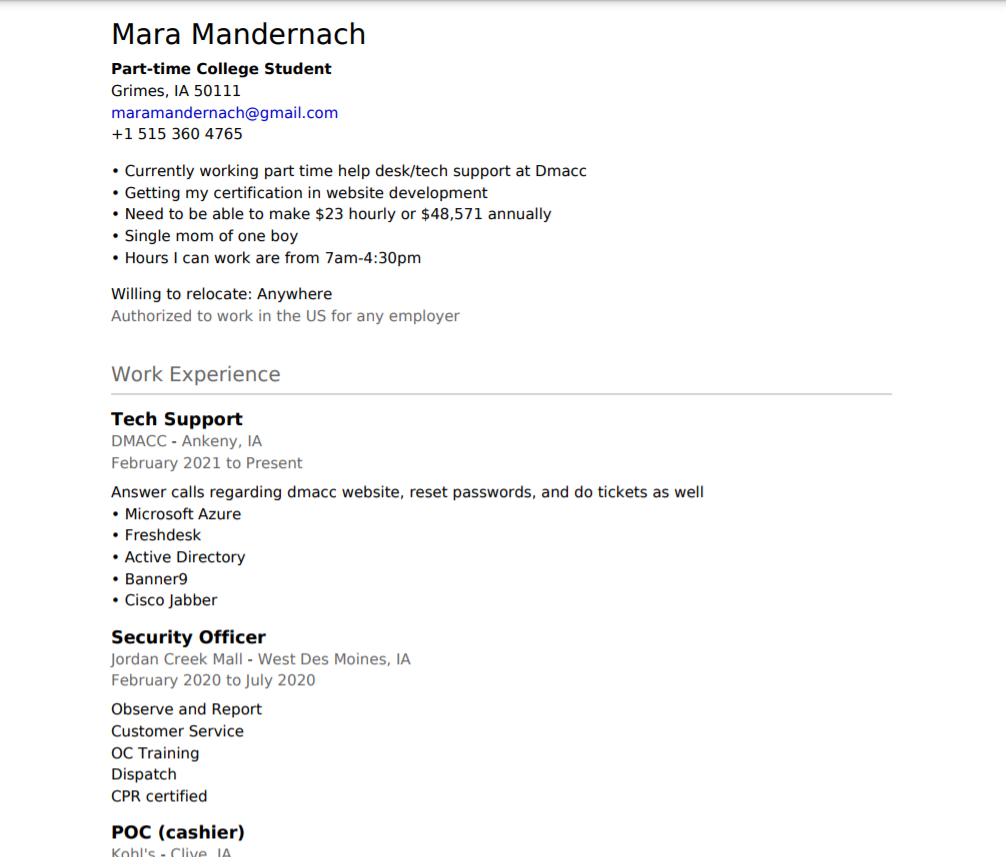 Mara Mandernach
Part-time College Student
Grimes, IA 50111
maramandernach@gmail.com
+1 515 360 4765
• Currently working part time help desk/tech support at Dmacc
• Getting my certification in website development
• Need to be able to make $23 hourly or $48,571 annually
• Single mom of one boy
• Hours I can work are from 7am-4:30pm
Willing to relocate: Anywhere
Authorized to work in the US for any employer
Work Experience
Tech Support
DMACC - Ankeny, IA
February 2021 to Present
Answer calls regarding dmacc website, reset passwords, and do tickets as well
• Microsoft Azure
• Freshdesk
• Active Directory
• Banner9
• Cisco Jabber
Security Officer
Jordan Creek Mall - West Des Moines, IA
February 2020 to July 2020
Observe and Report
Customer Service
OC Training
Dispatch
CPR certified
POC (cashier)
Kohl's - Clive, IA